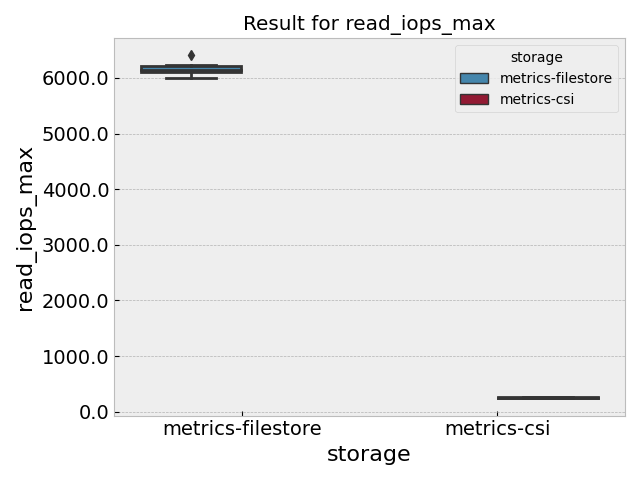 Result for read_iops_max
storage
metrics-filestore
metrics-csi
read_iops_max
6000.0
5000.0
4000.0
3000.0
2000.0
1000.0
0.0
metrics-filestore
metrics-csi
storage